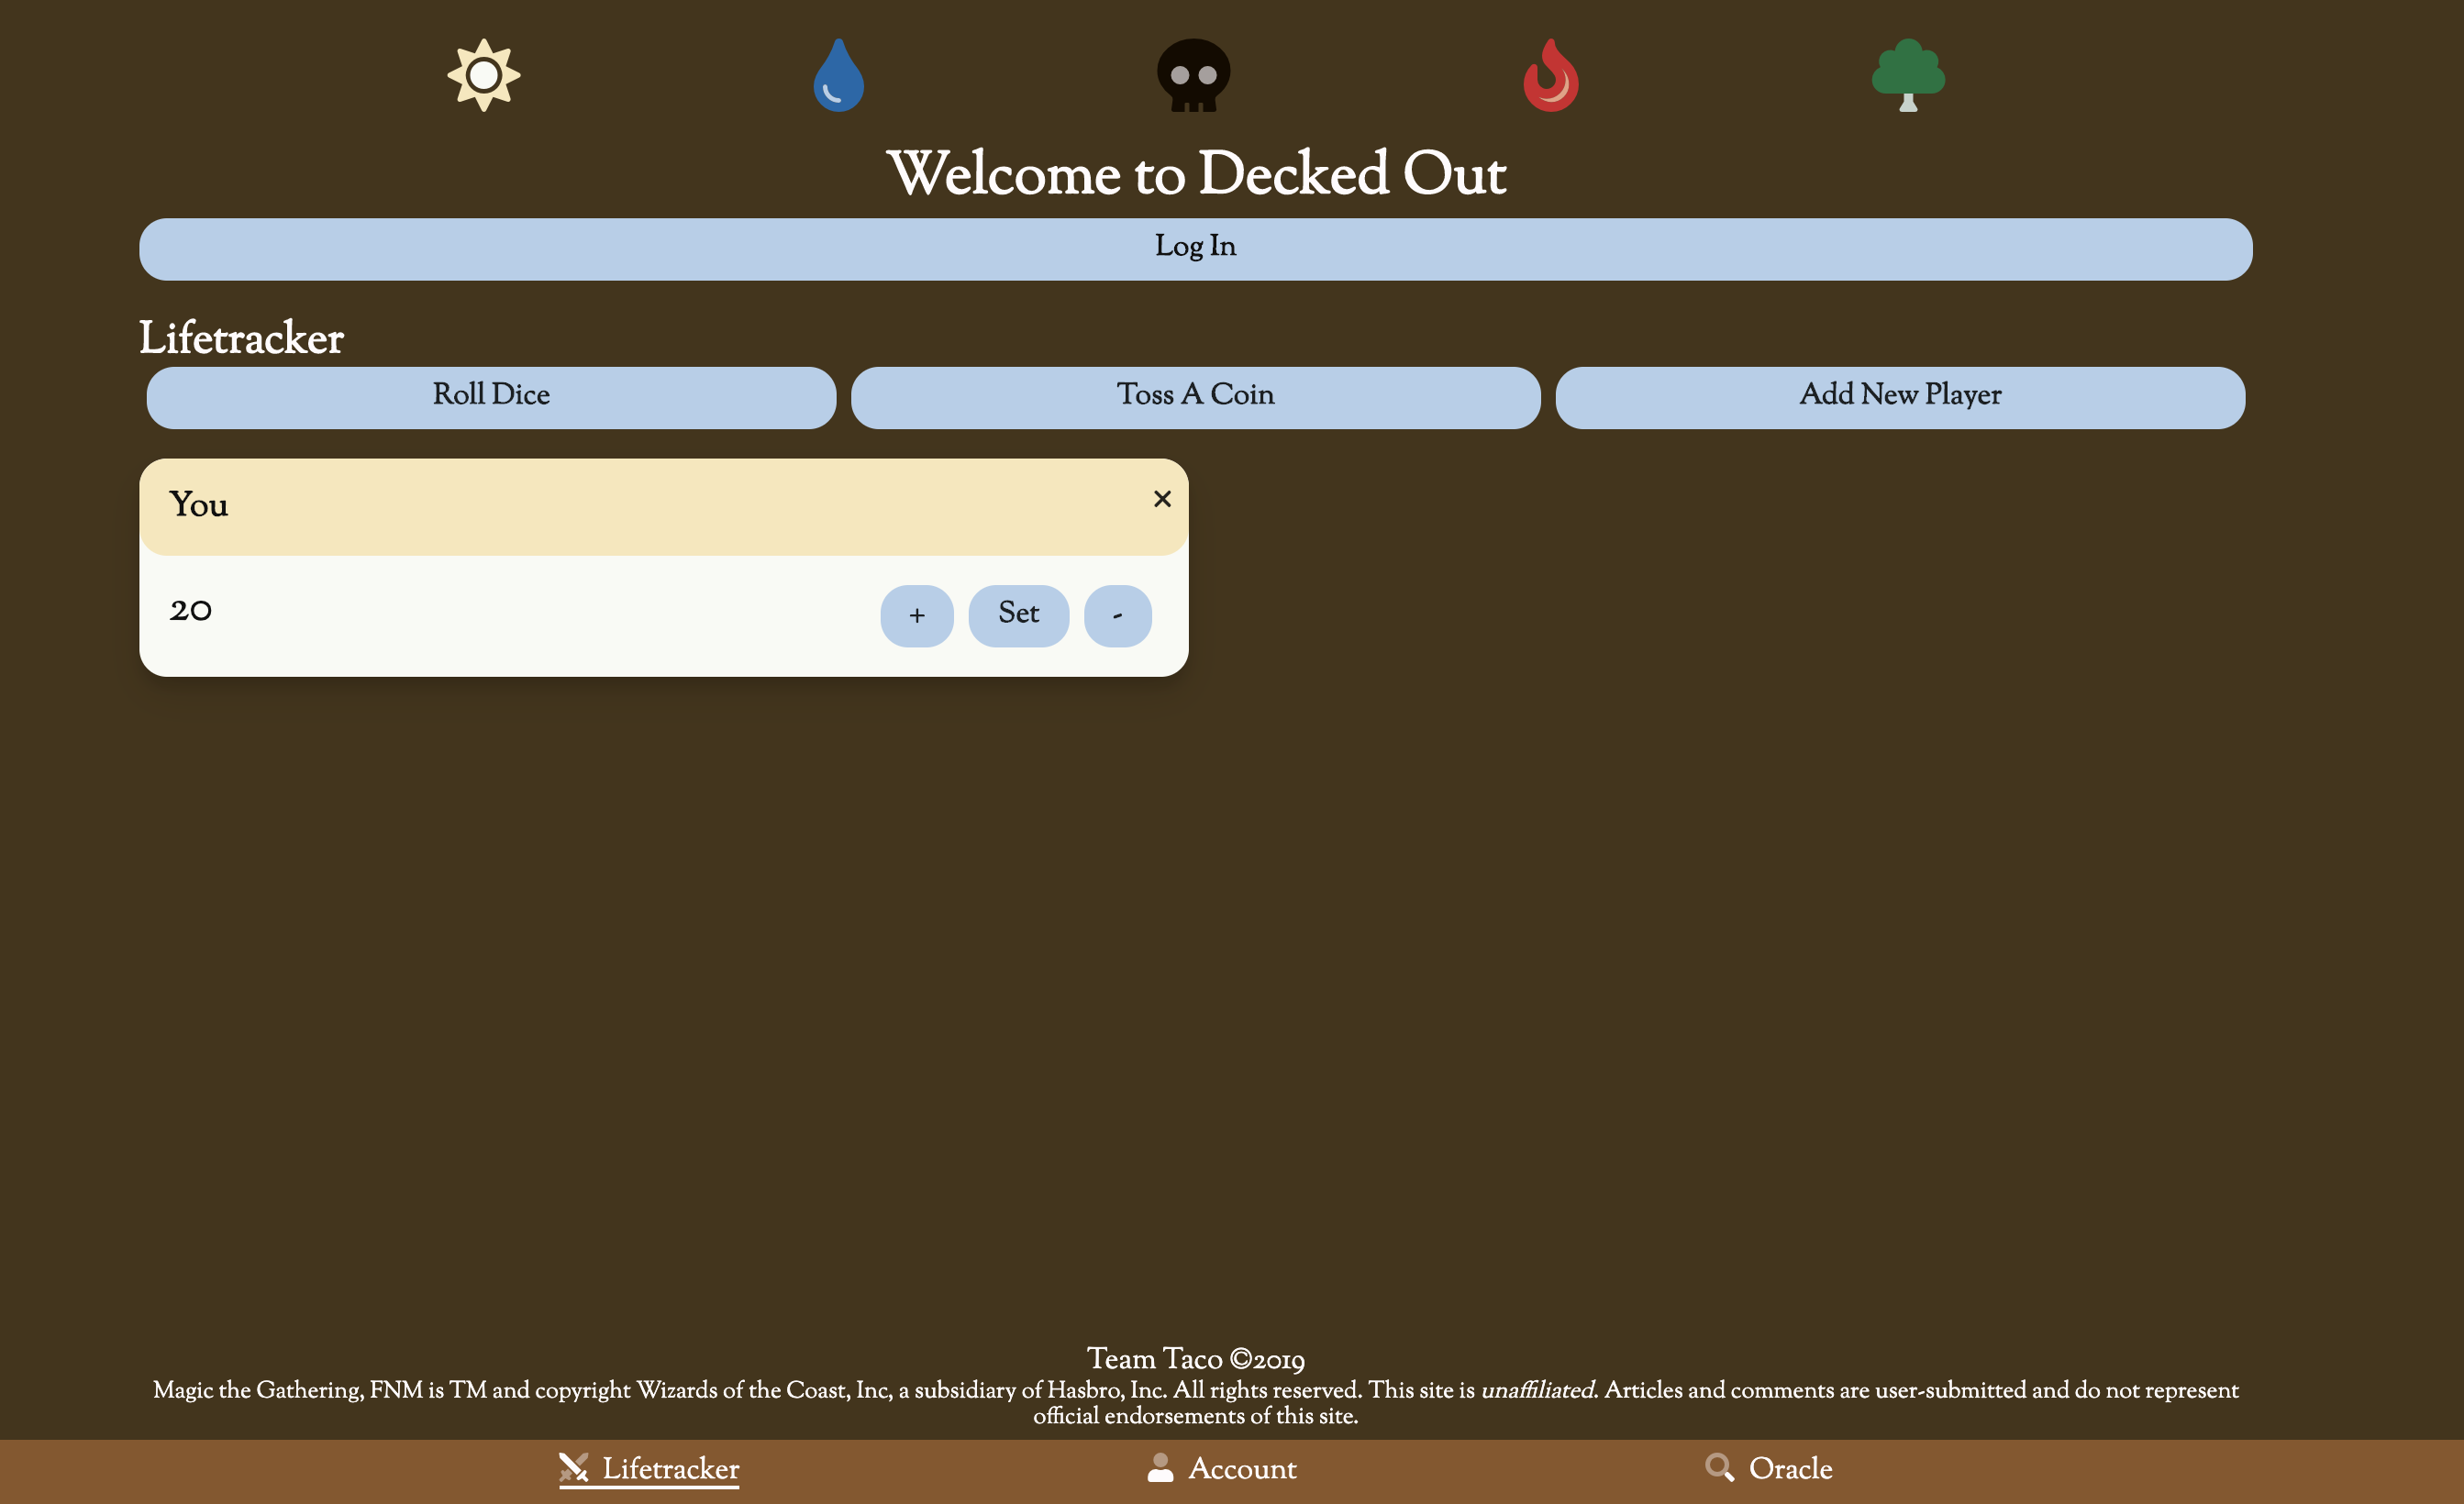 Welcome to Decked Out
Log In
Lifetracker
Roll Dice
Toss A Coin
Add New Player
You
20
+
Set
-
Team Taco ©2019
Magic the Gathering, FNM is TM and copyright Wizards of the Coast, Inc, a subsidiary of Hasbro, Inc. All rights reserved. This site is unaffiliated. Articles and comments are user-submitted and do not represent
official endorsements of this site.
Lifetracker
Account
Oracle